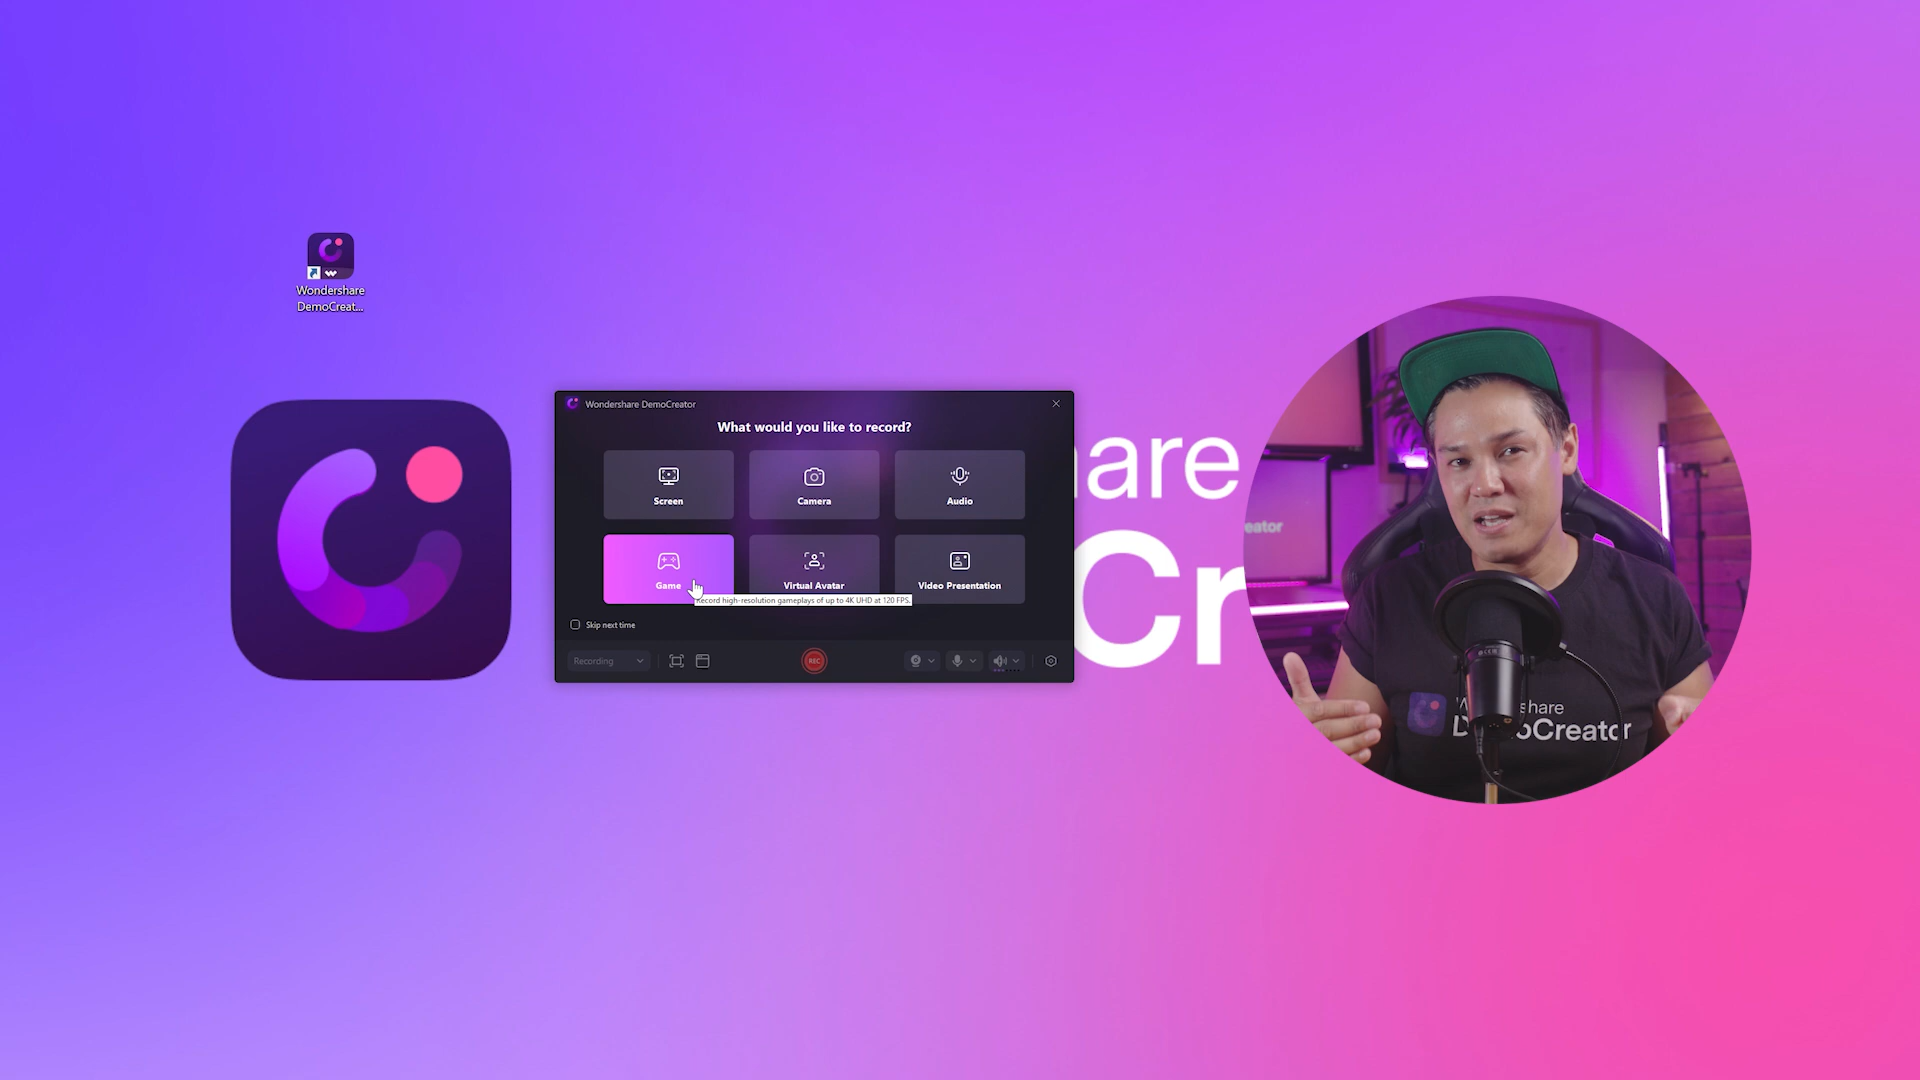 Wondershare
DemoCreat...
Wondershare DemoCreator
What would you like to record?
Screen
Camera
Audio
Game
Virtual Avatar
Video Presentation
Record high-resolution gameplays of up to 4K UHD at 120 FPS.
Skip next time
Recording
REC
are
Cr
eator
share
Creator